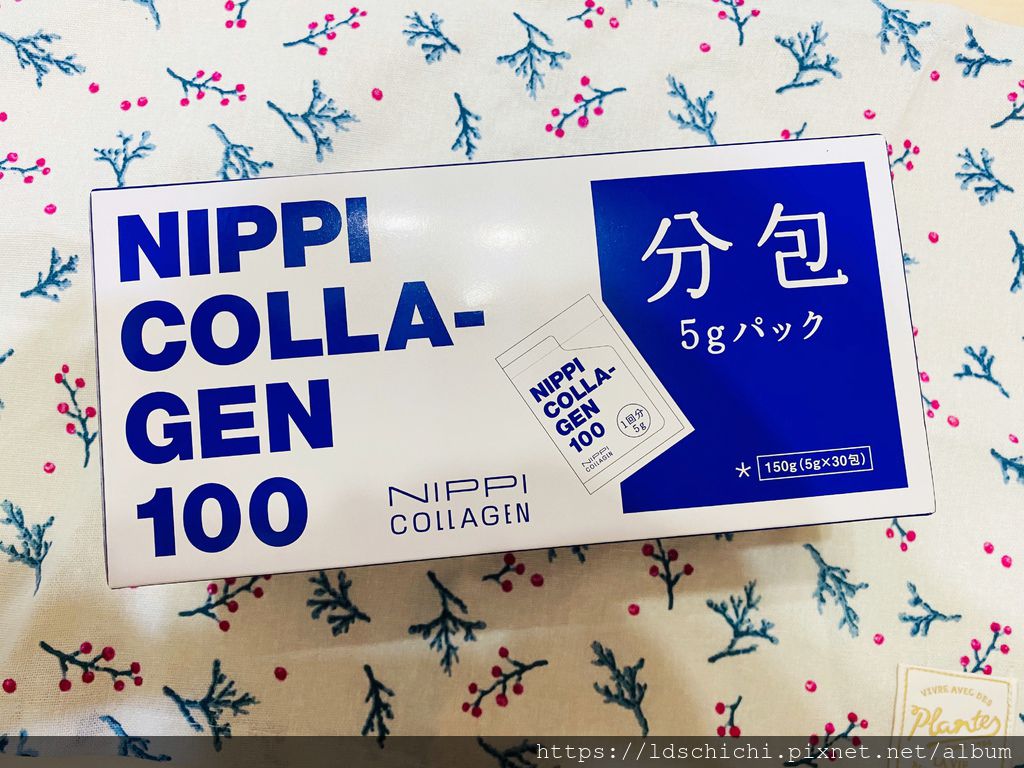 NIPPI
COLLA-
GEN
100
NIPPI
COLLAGEN
分包
5gパック
NIPPI
COLLA-
GEN
100
1回分
5g
NIPPI
COLLAGEN
* 150g(5g×30包)
VIVRE AVEC DES
Plantes
https://ldschichi.pixnet.net/album